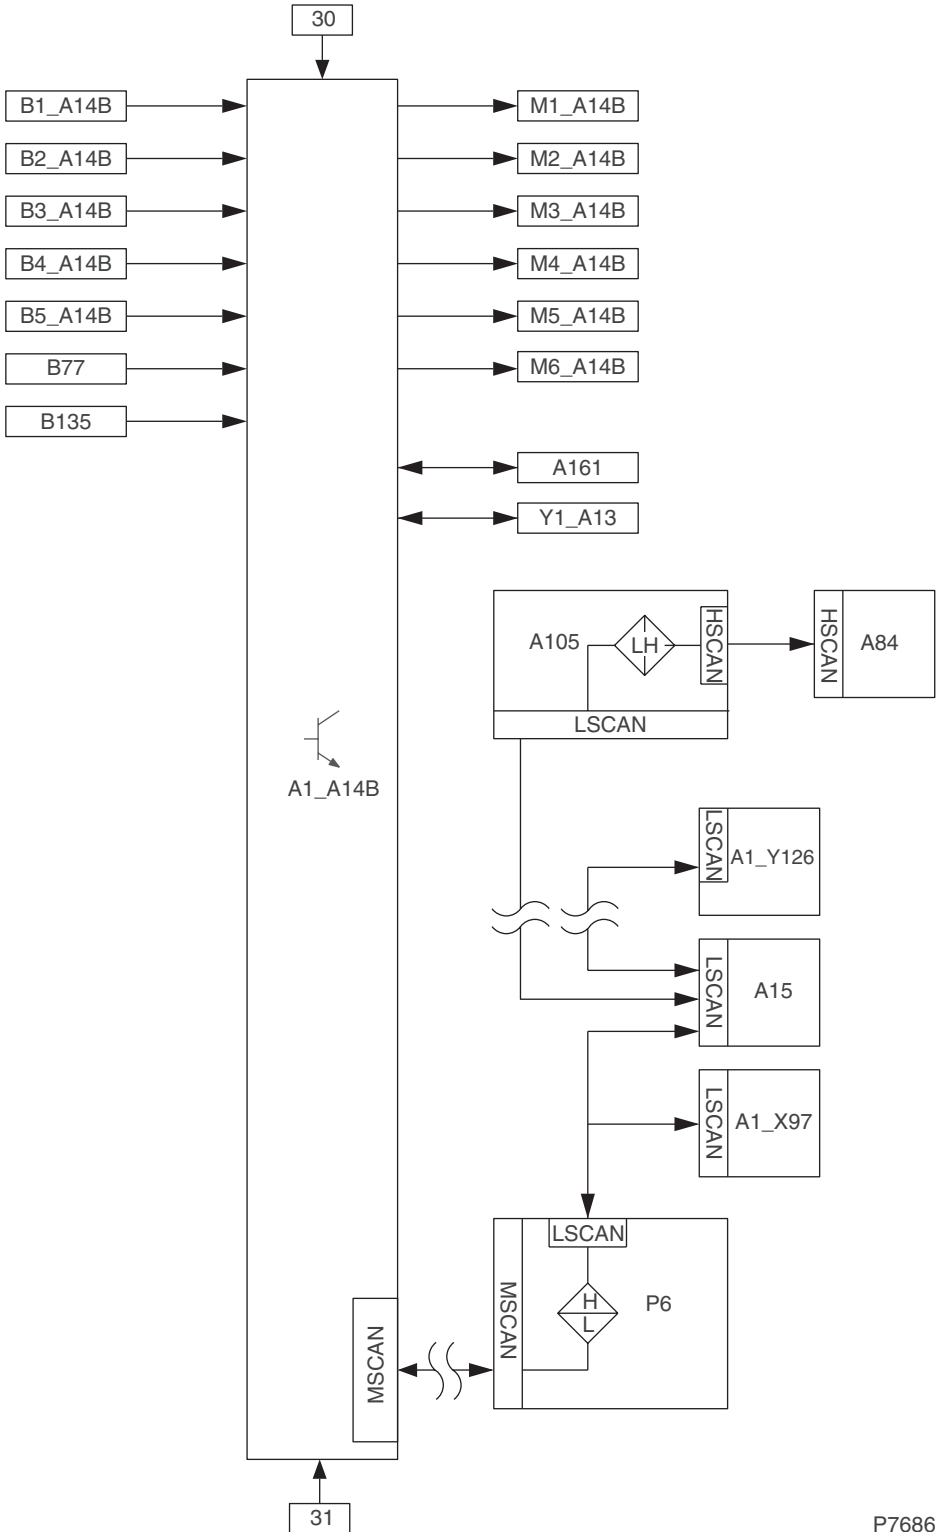 30
B1_A14B
M1_A14B
B2_A14B
M2_A14B
B3_A14B
M3_A14B
B4_A14B
M4_A14B
B5_A14B
M5_A14B
B77
M6_A14B
B135
A161
Y1_A13
A105
LH
HSCAN
HSCAN
A84
LSCAN
A1_A14B
LSCAN
A1_Y126
LSCAN
A15
LSCAN
A1_X97
LSCAN
MSCAN
H
L
P6
MSCAN
31
P7686